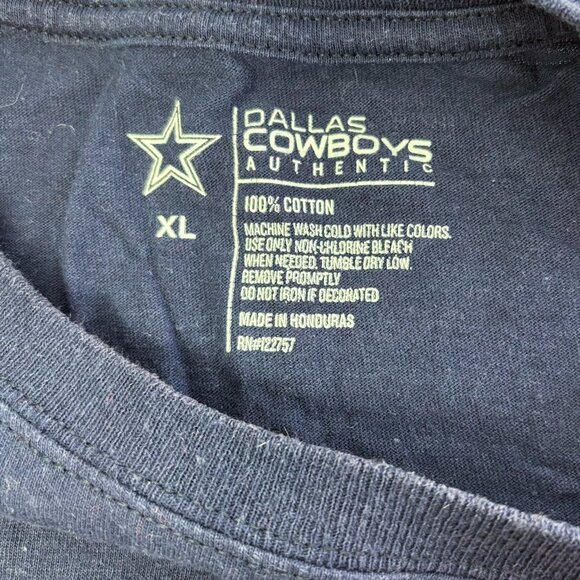 DALLAS
COWBOYS
AUTHENTIC
XL
100% COTTON
MACHINE WASH COLD WITH LIKE COLORS.
USE ONLY NON-CHLORINE BLEACH
WHEN NEEDED. TUMBLE DRY LOW.
REMOVE PROMPTLY
DO NOT IRON IF DECORATED
MADE IN HONDURAS
RN#122757